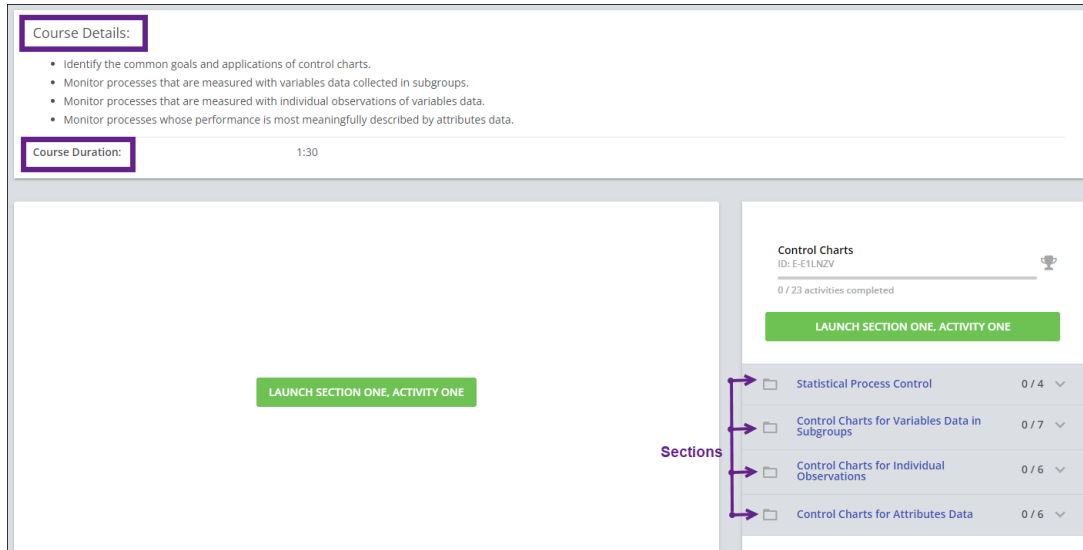 Course Details:
Identify the common goals and applications of control charts.
Monitor processes that are measured with variables data collected in subgroups.
Monitor processes that are measured with individual observations of variables data.
Monitor processes whose performance is most meaningfully described by attributes data.
Course Duration: 1:30
LAUNCH SECTION ONE, ACTIVITY ONE
Control Charts
ID: E-E1LNZV
0 / 23 activities completed
LAUNCH SECTION ONE, ACTIVITY ONE
Sections
Statistical Process Control 0 / 4
Control Charts for Variables Data in
Subgroups 0 / 7
Control Charts for Individual
Observations 0 / 6
Control Charts for Attributes Data 0 / 6